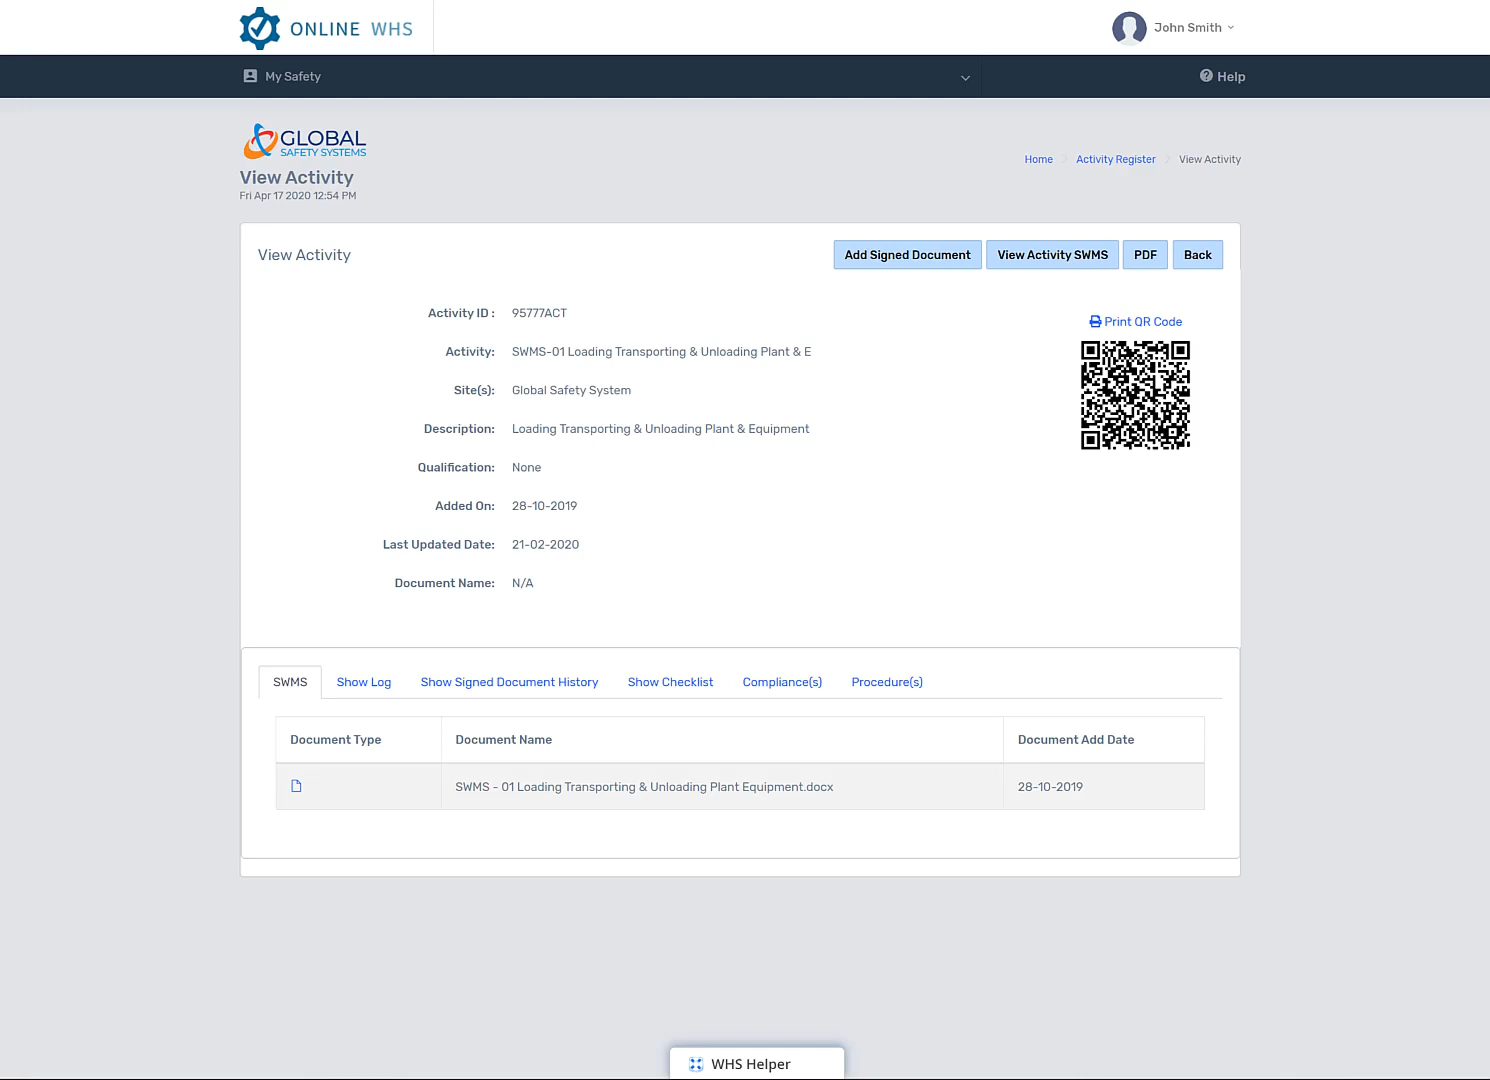 ONLINE WHS
John Smith
My Safety
Help
GLOBAL
SAFETY SYSTEMS
View Activity
Fri Apr 17 2020 12:54 PM
Home
Activity Register
View Activity
View Activity
Add Signed Document
View Activity SWMS
PDF
Back
Activity ID : 95777ACT
Activity: SWMS-01 Loading Transporting & Unloading Plant & E
Site(s): Global Safety System
Description: Loading Transporting & Unloading Plant & Equipment
Qualification: None
Added On: 28-10-2019
Last Updated Date: 21-02-2020
Document Name: N/A
Print QR Code
SWMS
Show Log
Show Signed Document History
Show Checklist
Compliance(s)
Procedure(s)
Document Type Document Name Document Add Date
SWMS - 01 Loading Transporting & Unloading Plant Equipment.docx 28-10-2019
WHS Helper